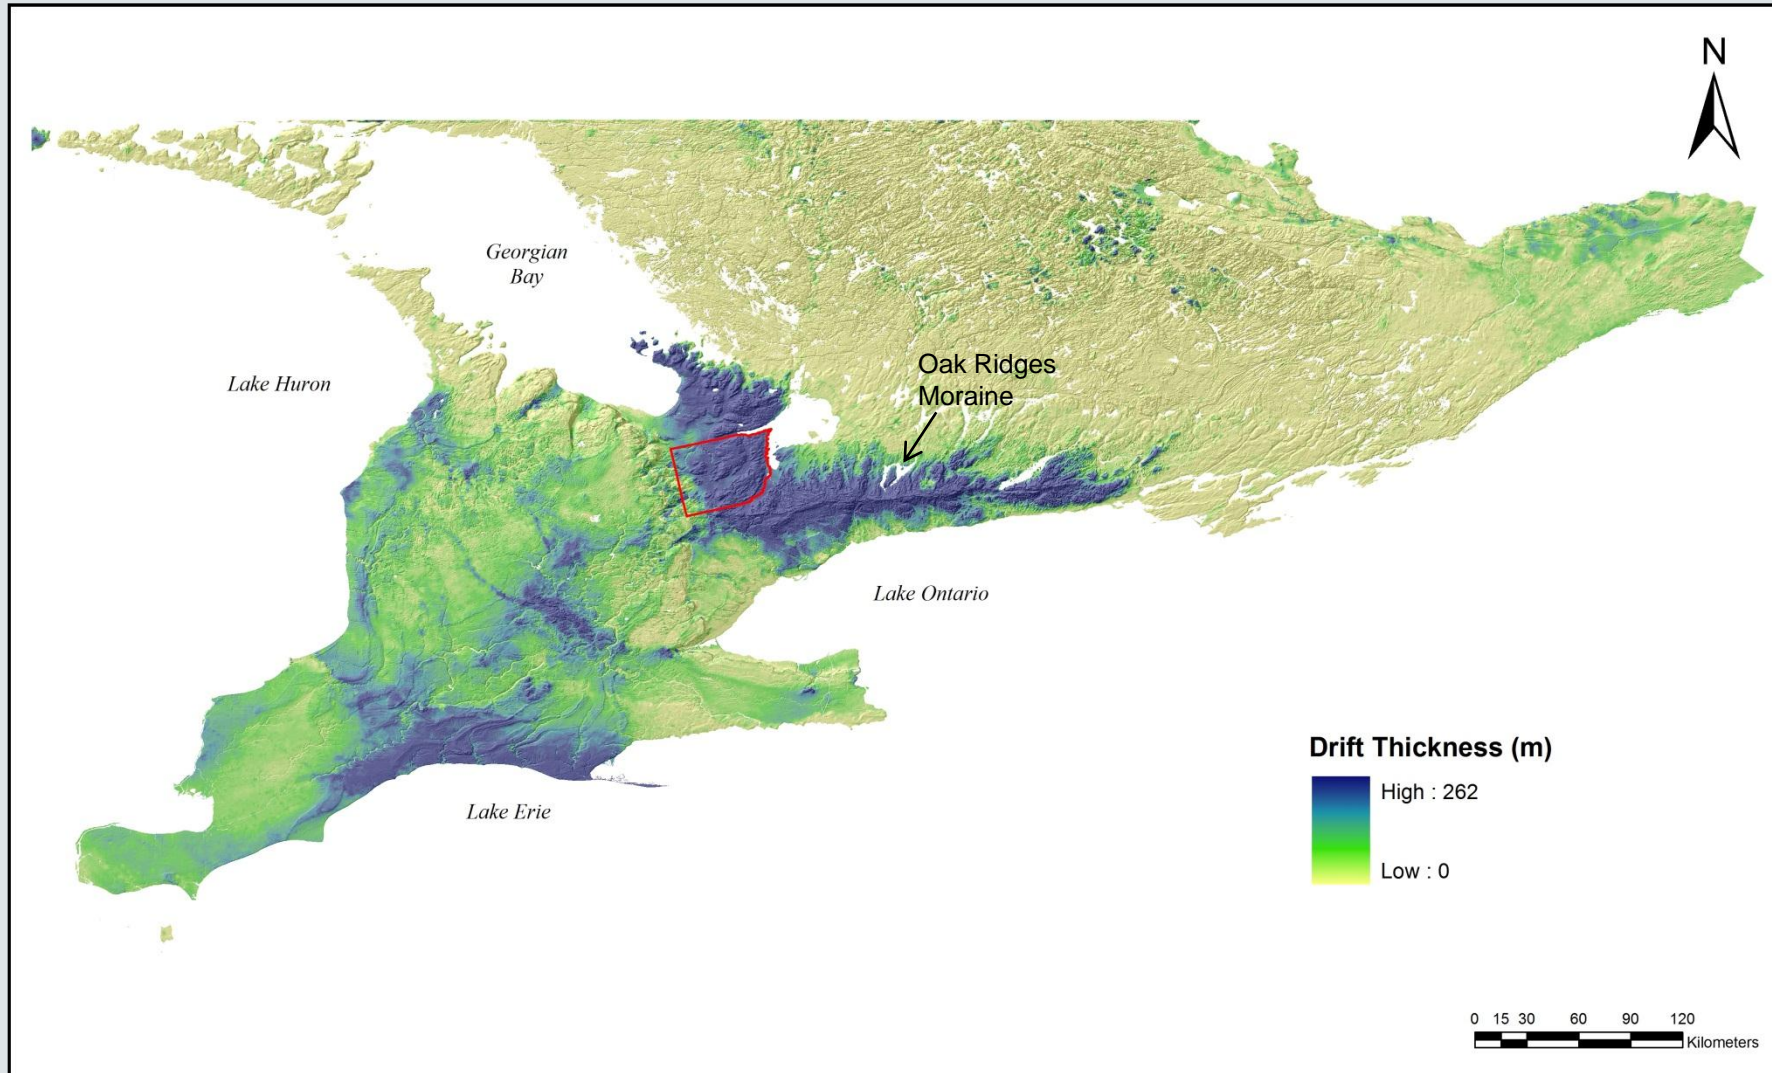 N
Georgian
Bay
Lake Huron
Oak Ridges
Moraine
Lake Ontario
Drift Thickness (m)
High : 262
Low : 0
Lake Erie
0 15 30 60 90 120
Kilometers